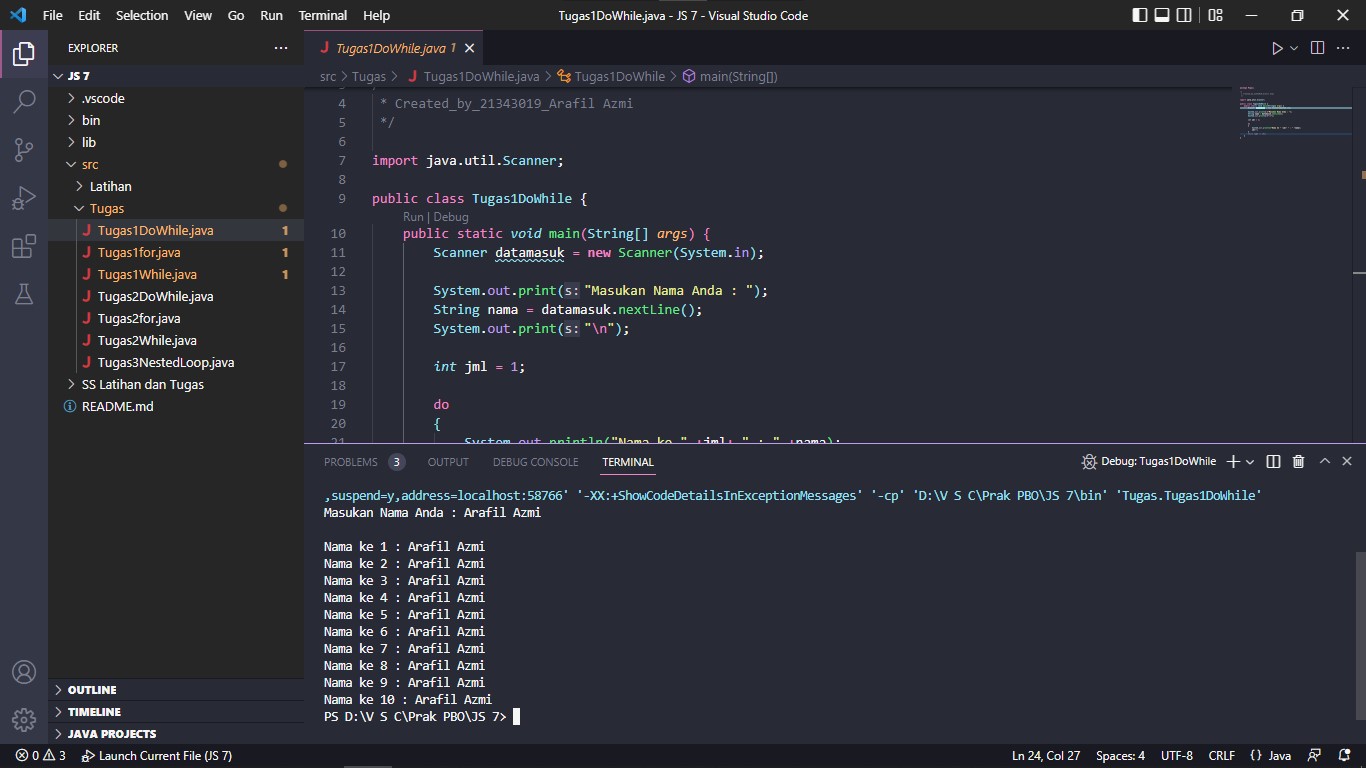 File Edit Selection View Go Run Terminal Help
Tugas1DoWhile.java - JS 7 - Visual Studio Code
EXPLORER
JS 7
.vscode
bin
lib
src
Latihan
Tugas
Tugas1DoWhile.java 1
Tugas1for.java 1
Tugas1While.java 1
Tugas2DoWhile.java
Tugas2for.java
Tugas2While.java
Tugas3NestedLoop.java
SS Latihan dan Tugas
README.md
OUTLINE
TIMELINE
JAVA PROJECTS
J Tugas1DoWhile.java 1
src > Tugas > J Tugas1DoWhile.java > Tugas1DoWhile > main(String[])
4 * Created_by_21343019_Arafil Azmi
5 */
6
7 import java.util.Scanner;
8
9 public class Tugas1DoWhile {
Run | Debug
10 public static void main(String[] args) {
11 Scanner datamasuk = new Scanner(System.in);
12
13 System.out.print(s:"Masukan Nama Anda : ");
14 String nama = datamasuk.nextLine();
15 System.out.print(s:"\n");
16
17 int jml = 1;
18
19 do
20 {
21 System.out.println("Nama ke " +jml+ " : " +nama);
PROBLEMS 3 OUTPUT DEBUG CONSOLE TERMINAL
Debug: Tugas1DoWhile
,suspend=y,address=localhost:58766' '-XX:+ShowCodeDetailsInExceptionMessages' '-cp' 'D:\V S C\Prak PBO\JS 7\bin' 'Tugas.Tugas1DoWhile'
Masukan Nama Anda : Arafil Azmi
Nama ke 1 : Arafil Azmi
Nama ke 2 : Arafil Azmi
Nama ke 3 : Arafil Azmi
Nama ke 4 : Arafil Azmi
Nama ke 5 : Arafil Azmi
Nama ke 6 : Arafil Azmi
Nama ke 7 : Arafil Azmi
Nama ke 8 : Arafil Azmi
Nama ke 9 : Arafil Azmi
Nama ke 10 : Arafil Azmi
PS D:\V S C\Prak PBO\JS 7>
0 3 Launch Current File (JS 7)
Ln 24, Col 27 Spaces: 4 UTF-8 CRLF {} Java